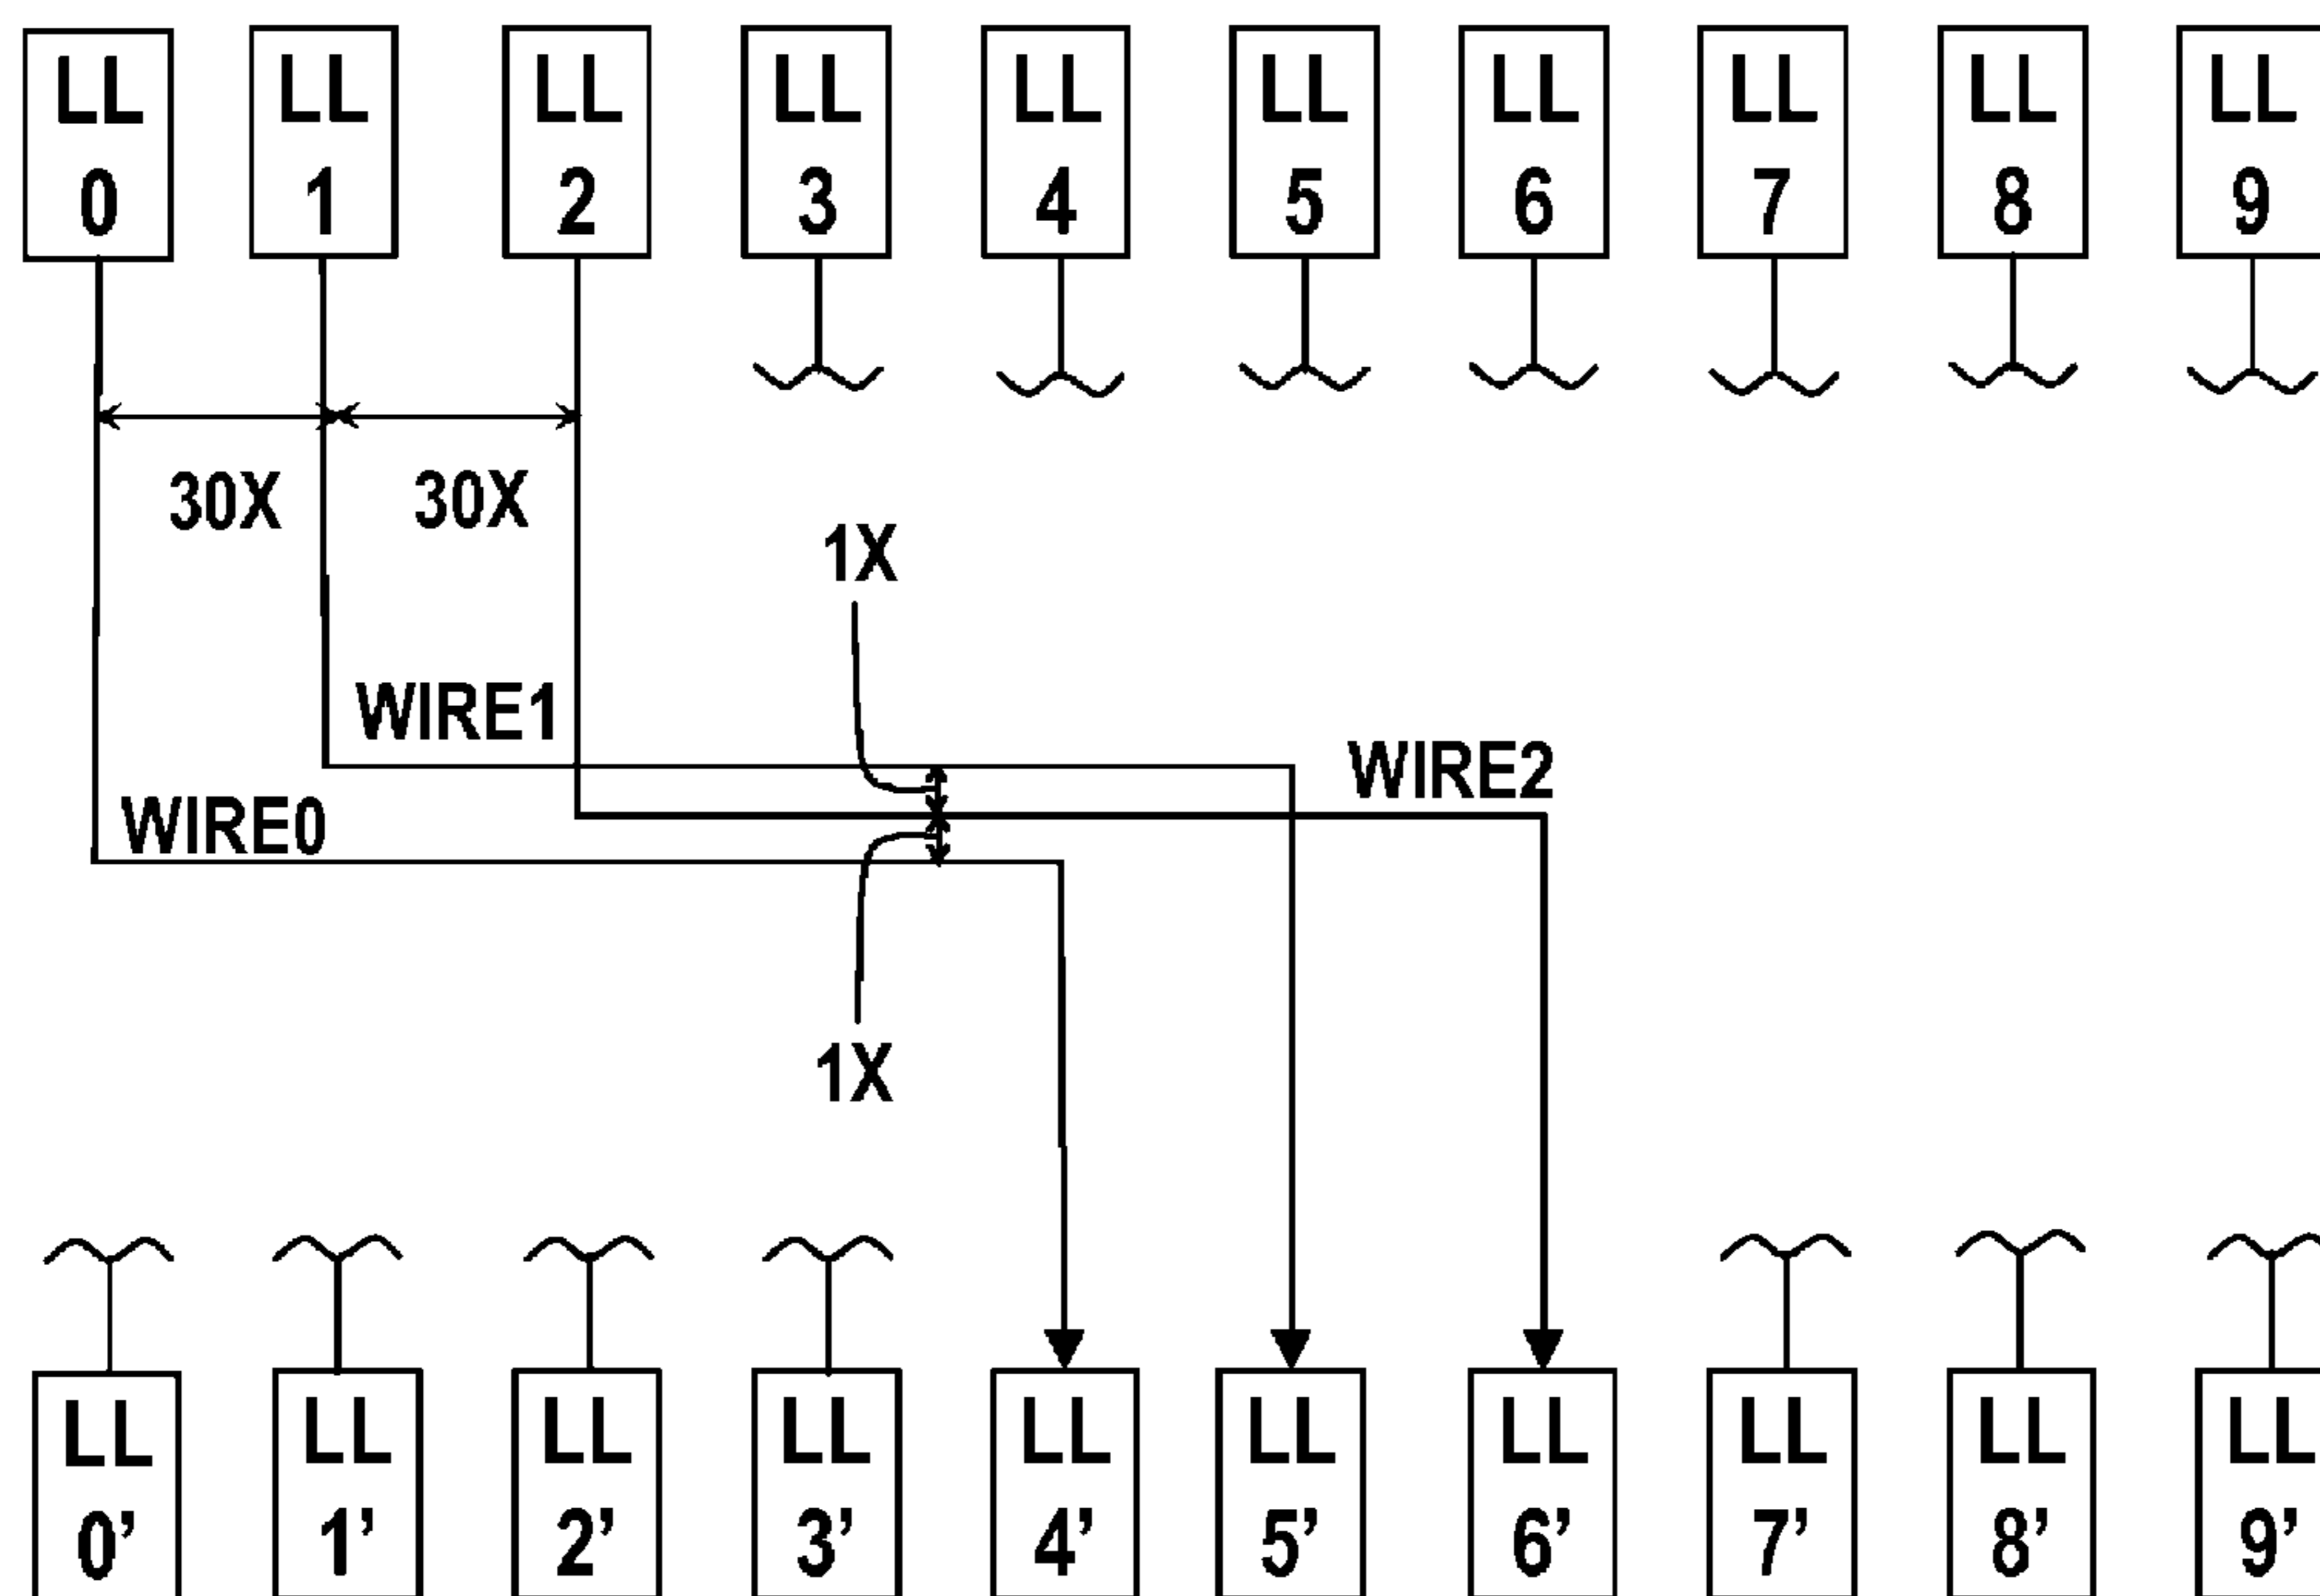 LL LL LL LL LL LL LL LL LL LL
0 1 2 3 4 5 6 7 8 9
30X 30X
1X
WIRE1
WIRE2
WIRE0
1X
LL LL LL LL LL LL LL LL LL LL
0' 1' 2' 3' 4' 5' 6' 7' 8' 9'